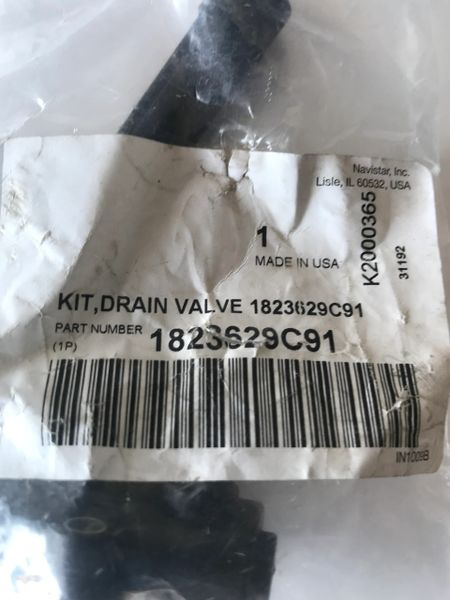 Navistar, Inc.
Lisle, IL 60532, USA
K2000365
31192
1
MADE IN USA
KIT,DRAIN VALVE 1823629C91
PART NUMBER
(1P)
1823629C91
IN1009B